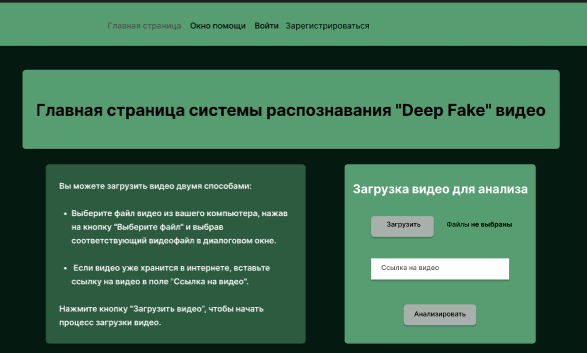 Главная страница Окно помощи Войти Зарегистрироваться
Главная страница системы распознавания "Deep Fake" видео
Вы можете загрузить видео двумя способами:
• Выберите файл видео из вашего компьютера, нажав
на кнопку "Выберите файл" и выбрав
соответствующий видеофайл в диалоговом окне.
• Если видео уже хранится в интернете, вставьте
ссылку на видео в поле "Ссылка на видео".
Нажмите кнопку "Загрузить видео", чтобы начать
процесс загрузки видео.
Загрузка видео для анализа
Загрузить Файлы не выбраны
Ссылка на видео
Анализировать